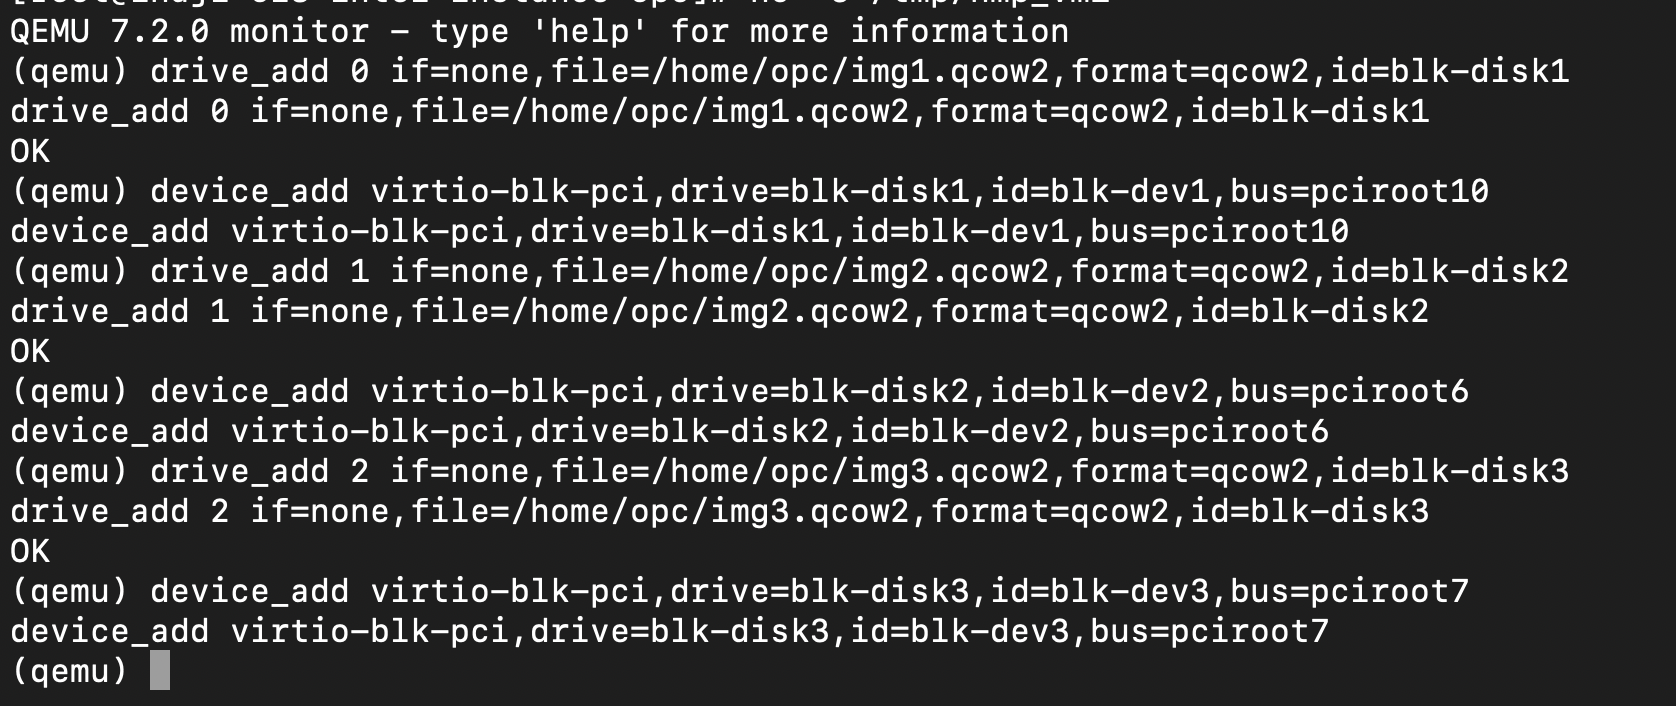 QEMU 7.2.0 monitor - type 'help' for more information
(qemu) drive_add 0 if=none,file=/home/opc/img1.qcow2,format=qcow2,id=blk-disk1
drive_add 0 if=none,file=/home/opc/img1.qcow2,format=qcow2,id=blk-disk1
OK
(qemu) device_add virtio-blk-pci,drive=blk-disk1,id=blk-dev1,bus=pciroot10
device_add virtio-blk-pci,drive=blk-disk1,id=blk-dev1,bus=pciroot10
(qemu) drive_add 1 if=none,file=/home/opc/img2.qcow2,format=qcow2,id=blk-disk2
drive_add 1 if=none,file=/home/opc/img2.qcow2,format=qcow2,id=blk-disk2
OK
(qemu) device_add virtio-blk-pci,drive=blk-disk2,id=blk-dev2,bus=pciroot6
device_add virtio-blk-pci,drive=blk-disk2,id=blk-dev2,bus=pciroot6
(qemu) drive_add 2 if=none,file=/home/opc/img3.qcow2,format=qcow2,id=blk-disk3
drive_add 2 if=none,file=/home/opc/img3.qcow2,format=qcow2,id=blk-disk3
OK
(qemu) device_add virtio-blk-pci,drive=blk-disk3,id=blk-dev3,bus=pciroot7
device_add virtio-blk-pci,drive=blk-disk3,id=blk-dev3,bus=pciroot7
(qemu)